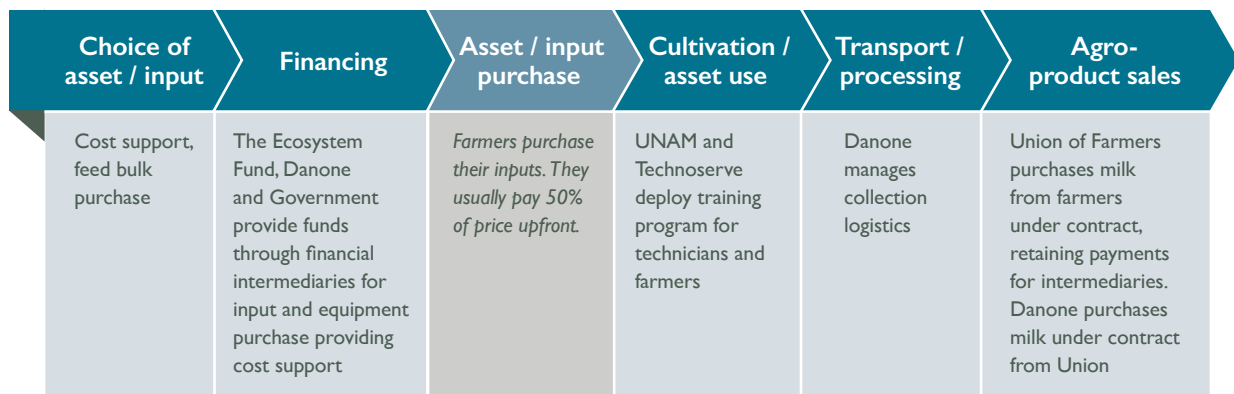 Choice of
asset / input
Financing
Asset / input
purchase
Cultivation /
asset use
Transport /
processing
Agro-
product sales
Cost support,
feed bulk
purchase
The Ecosystem
Fund, Danone
and Government
provide funds
through financial
intermediaries for
input and equipment
purchase providing
cost support
Farmers purchase
their inputs. They
usually pay 50%
of price upfront.
UNAM and
Technoserve
deploy training
program for
technicians and
farmers
Danone
manages
collection
logistics
Union of Farmers
purchases milk
from farmers
under contract,
retaining payments
for intermediaries.
Danone purchases
milk under contract
from Union